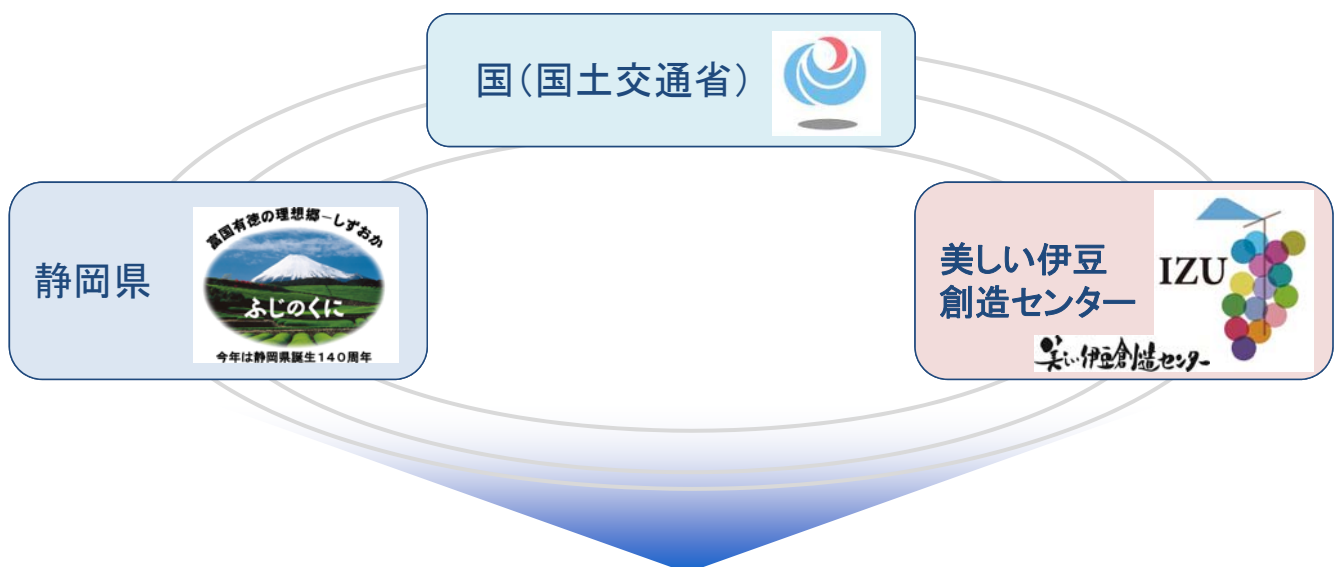 国(国土交通省)
静岡県
富国有徳の理想郷-しずおか
ふじのくに
今年は静岡県誕生140周年
美しい伊豆
創造センター
IZU
美しい伊豆創造センター